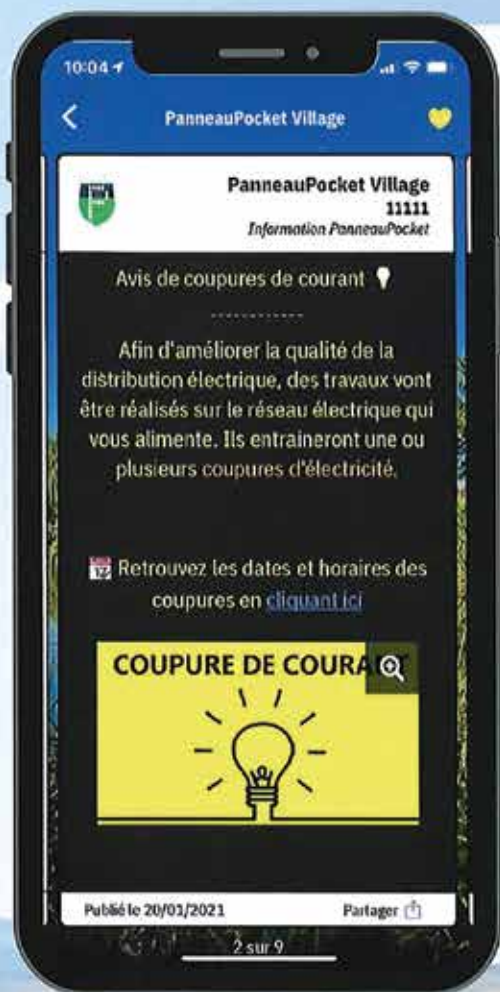 10:04
PanneauPocket Village
PanneauPocket Village
11111
Information PanneauPocket
Avis de coupures de courant
------------
Afin d'améliorer la qualité de la
distribution électrique, des travaux vont
être réalisés sur le réseau électrique qui
vous alimente. Ils entraineront une ou
plusieurs coupures d'électricité.
Retrouvez les dates et horaires des
coupures en cliquant ici
COUPURE DE COURANT
Publié le 20/01/2021
Partager
2 sur 9